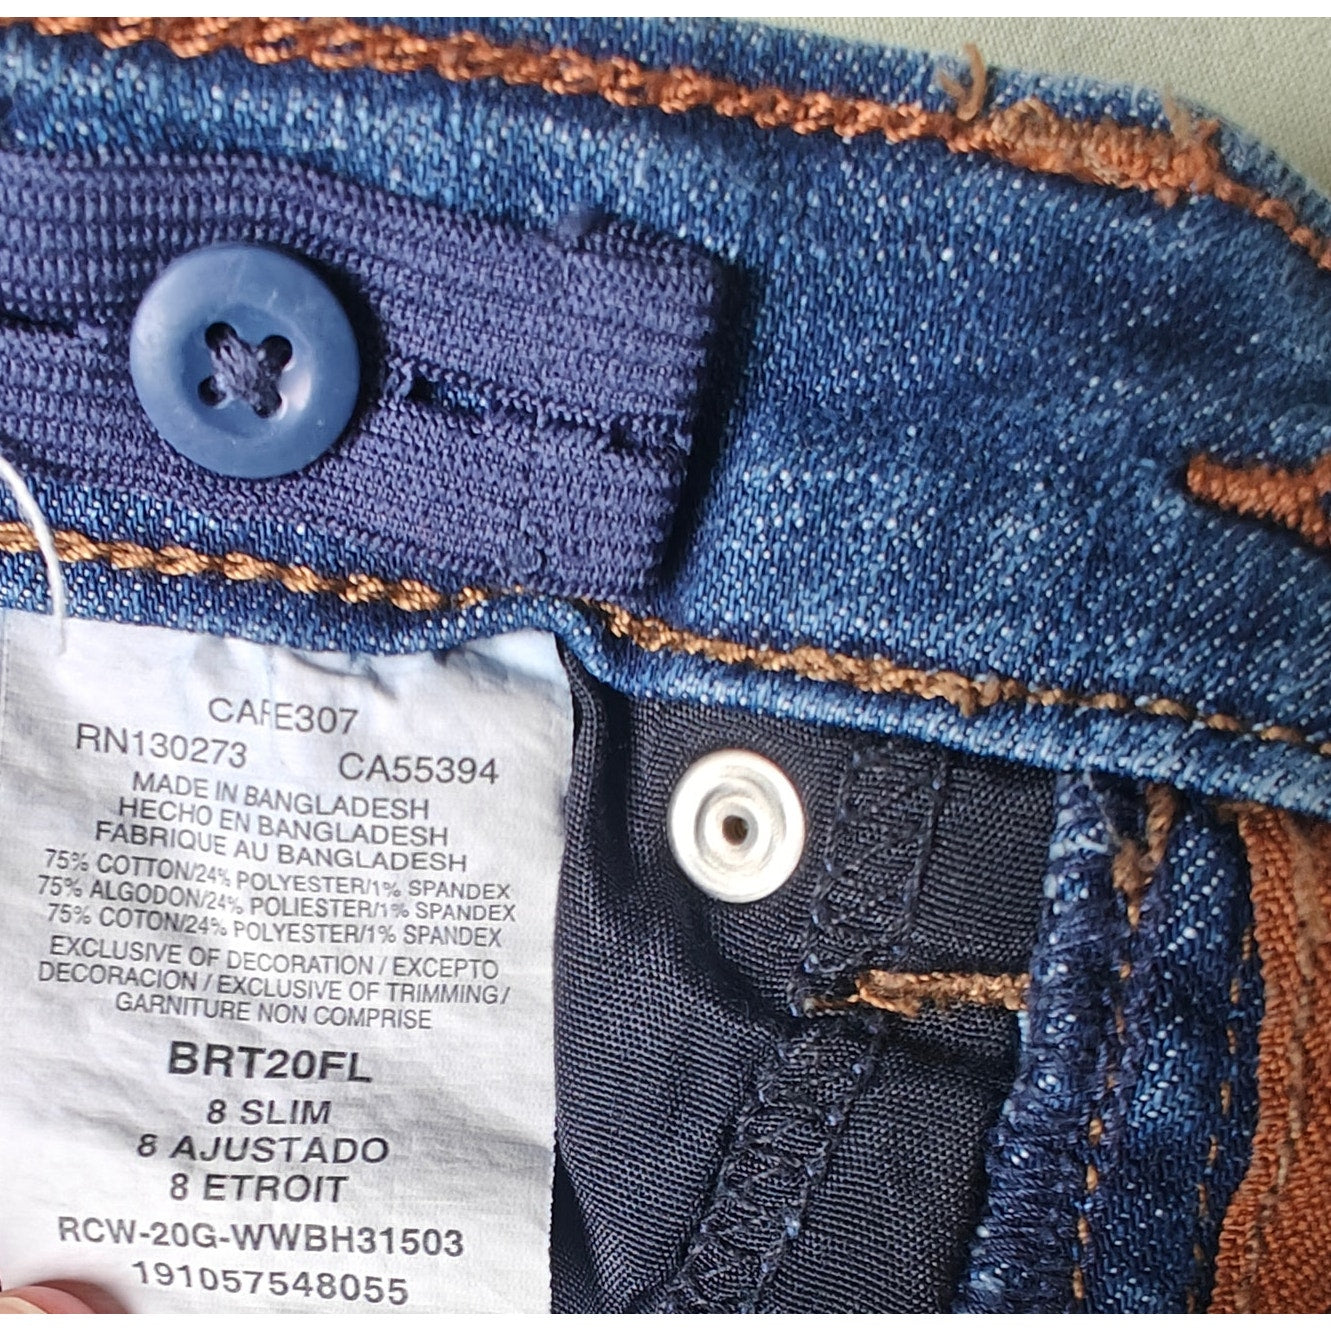 CAFE307
RN130273 CA55394
MADE IN BANGLADESH
HECHO EN BANGLADESH
FABRIQUE AU BANGLADESH
75% COTTON/24% POLYESTER/1% SPANDEX
75% ALGODON/24% POLIESTER/1% SPANDEX
75% COTON/24% POLYESTER/1% SPANDEX
EXCLUSIVE OF DECORATION / EXCEPTO
DECORACION / EXCLUSIVE OF TRIMMING/
GARNITURE NON COMPRISE
BRT20FL
8 SLIM
8 AJUSTADO
8 ETROIT
RCW-20G-WWBH31503
191057548055